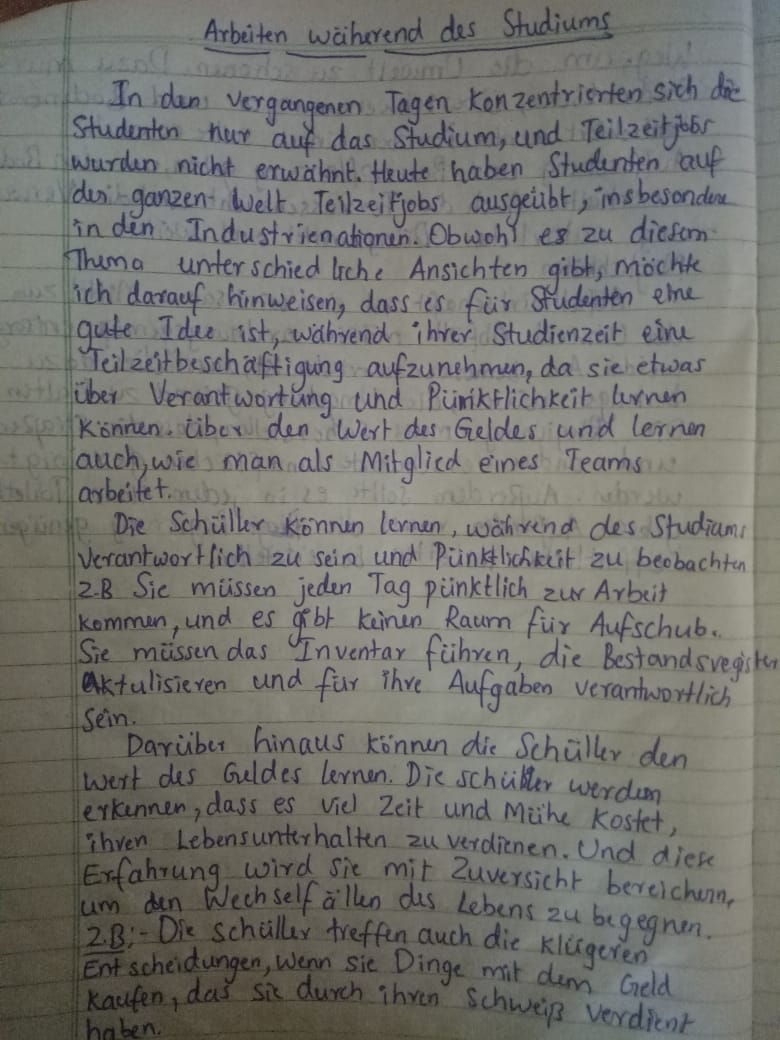 Arbeiten während des Studiums
In den vergangenen Tagen konzentrierten sich die
Studenten nur auf das Studium, und Teilzeitjobs
wurden nicht erwähnt. Heute haben Studenten auf
der ganzen Welt Teilzeitjobs ausgeübt, insbesondere
in den Industrienationen. Obwohl es zu diesem
Thema unterschiedliche Ansichten gibt, möchte
ich darauf hinweisen, dass es für Studenten eine
gute Idee ist, während ihrer Studienzeit eine
Teilzeitbeschäftigung aufzunehmen, da sie etwas
über Verantwortung und Pünktlichkeit lernen
können. Über den Wert des Geldes und lernen
auch, wie man als Mitglied eines Teams
arbeitet.
Die Schüller können lernen, während des Studiums
verantwortlich zu sein und Pünktlichkeit zu beobachten
z.B Sie müssen jeden Tag pünktlich zur Arbeit
kommen, und es gibt keinen Raum für Aufschub.
Sie müssen das Inventar führen, die Bestandsregister
aktulisieren und für ihre Aufgaben verantwortlich
sein.
Darüber hinaus können die Schüller den
Wert des Geldes lernen. Die schüller werden
erkennen, dass es viel Zeit und Mühe kostet,
ihren Lebensunterhalten zu verdienen. Und diese
Erfahrung wird sie mit Zuversicht bereichern,
um den Wechselfällen des Lebens zu begegnen.
z.B:- Die schüller treffen auch die klügeren
Entscheidungen, wenn sie Dinge mit dem Geld
kaufen, das sie durch ihren Schweiß verdient
haben.